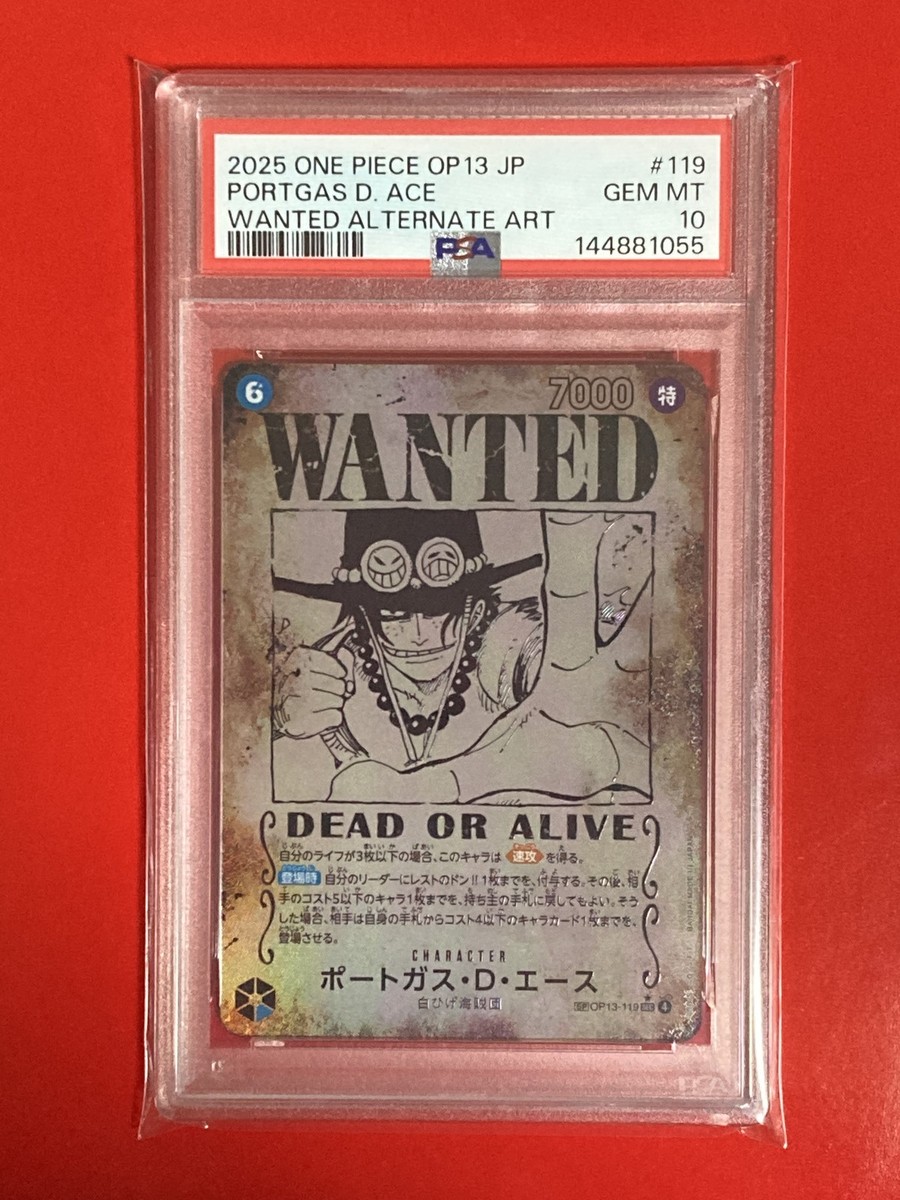 2025 ONE PIECE OP13 JP #119
PORTGAS D. ACE GEM MT
WANTED ALTERNATE ART 10
PSA 144881055
6 7000 特
WANTED
DEAD OR ALIVE
自分のライフが3枚以下の場合、このキャラは 速攻 を得る。
登場時 自分のリーダーにレストのドン!!1枚までを、付与する。その後、相
手のコスト5以下のキャラ1枚までを、持ち主の手札に戻してもよい。そう
した場合、相手は自身の手札からコスト4以下のキャラカード1枚までを、
登場させる。
CHARACTER
ポートガス・D・エース
白ひげ海賊団
SP OP13-119 SEC 4
PSA